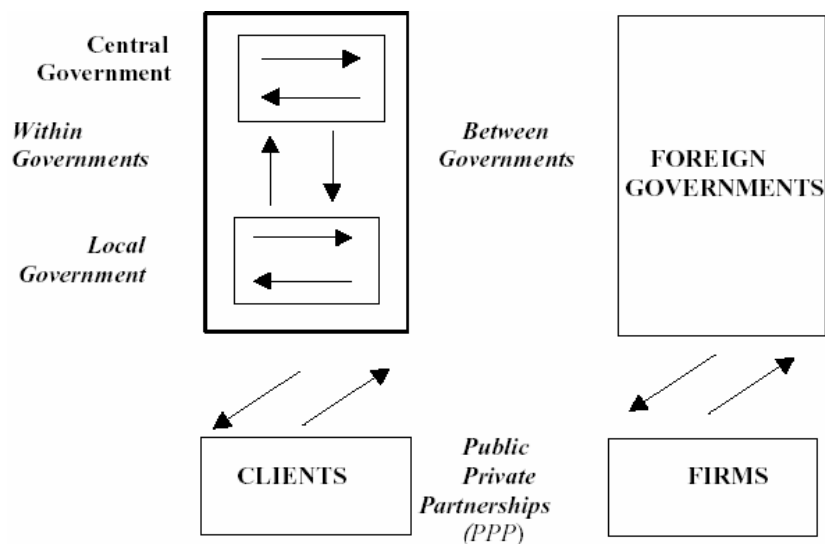 Central
Government
Within
Governments
Local
Government
Between
Governments
FOREIGN
GOVERNMENTS
CLIENTS
Public
Private
Partnerships
(PPP)
FIRMS